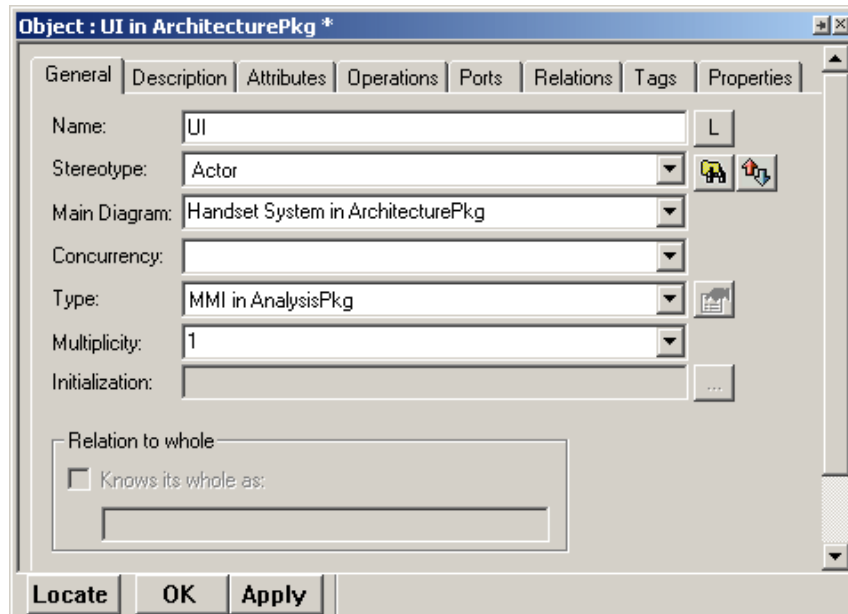 Object : UI in ArchitecturePkg *
General Description Attributes Operations Ports Relations Tags Properties
Name: UI L
Stereotype: Actor
Main Diagram: Handset System in ArchitecturePkg
Concurrency:
Type: MMI in AnalysisPkg
Multiplicity: 1
Initialization: ...
Relation to whole
Knows its whole as:
Locate OK Apply